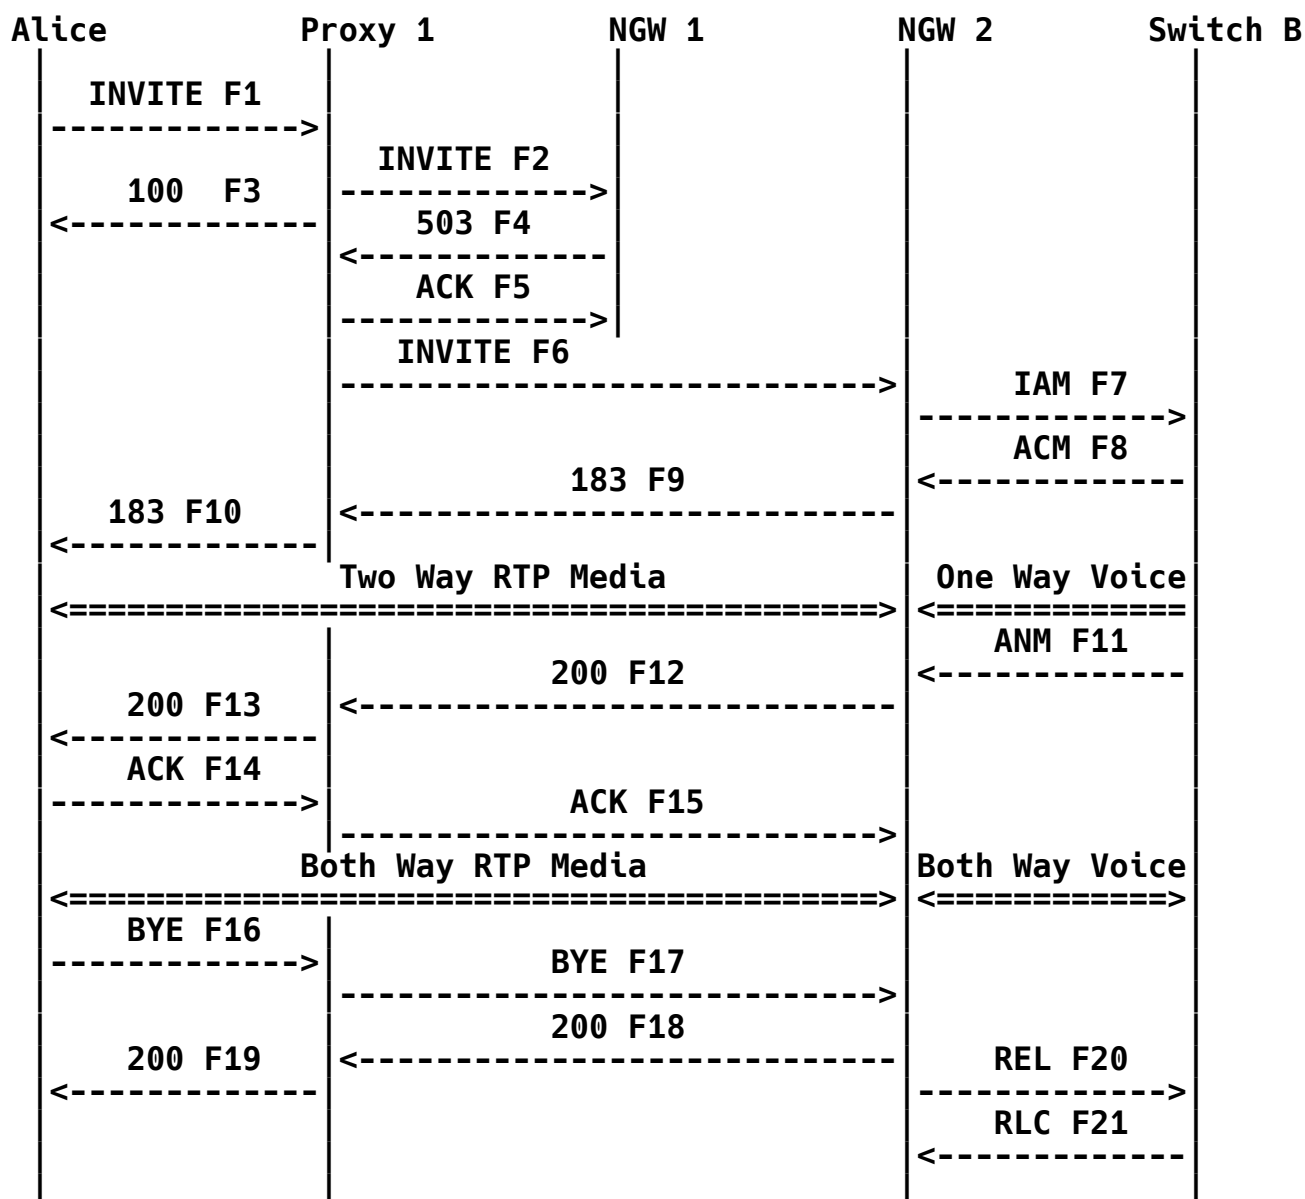 Alice Proxy 1 NGW 1 NGW 2 Switch B
INVITE F1
INVITE F2
100 F3
503 F4
ACK F5
INVITE F6
IAM F7
ACM F8
183 F9
183 F10
Two Way RTP Media One Way Voice
ANM F11
200 F12
200 F13
ACK F14
ACK F15
Both Way RTP Media Both Way Voice
BYE F16
BYE F17
200 F18
200 F19 REL F20
RLC F21